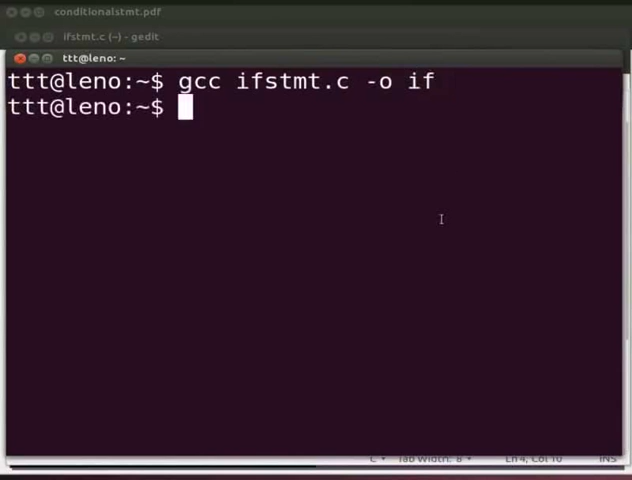 conditionalstmt.pdf
ifstmt.c (~) - gedit
ttt@leno: ~
ttt@leno:~$ gcc ifstmt.c -o if
ttt@leno:~$
C Tab Width: 8 Ln 4, Col 10 INS